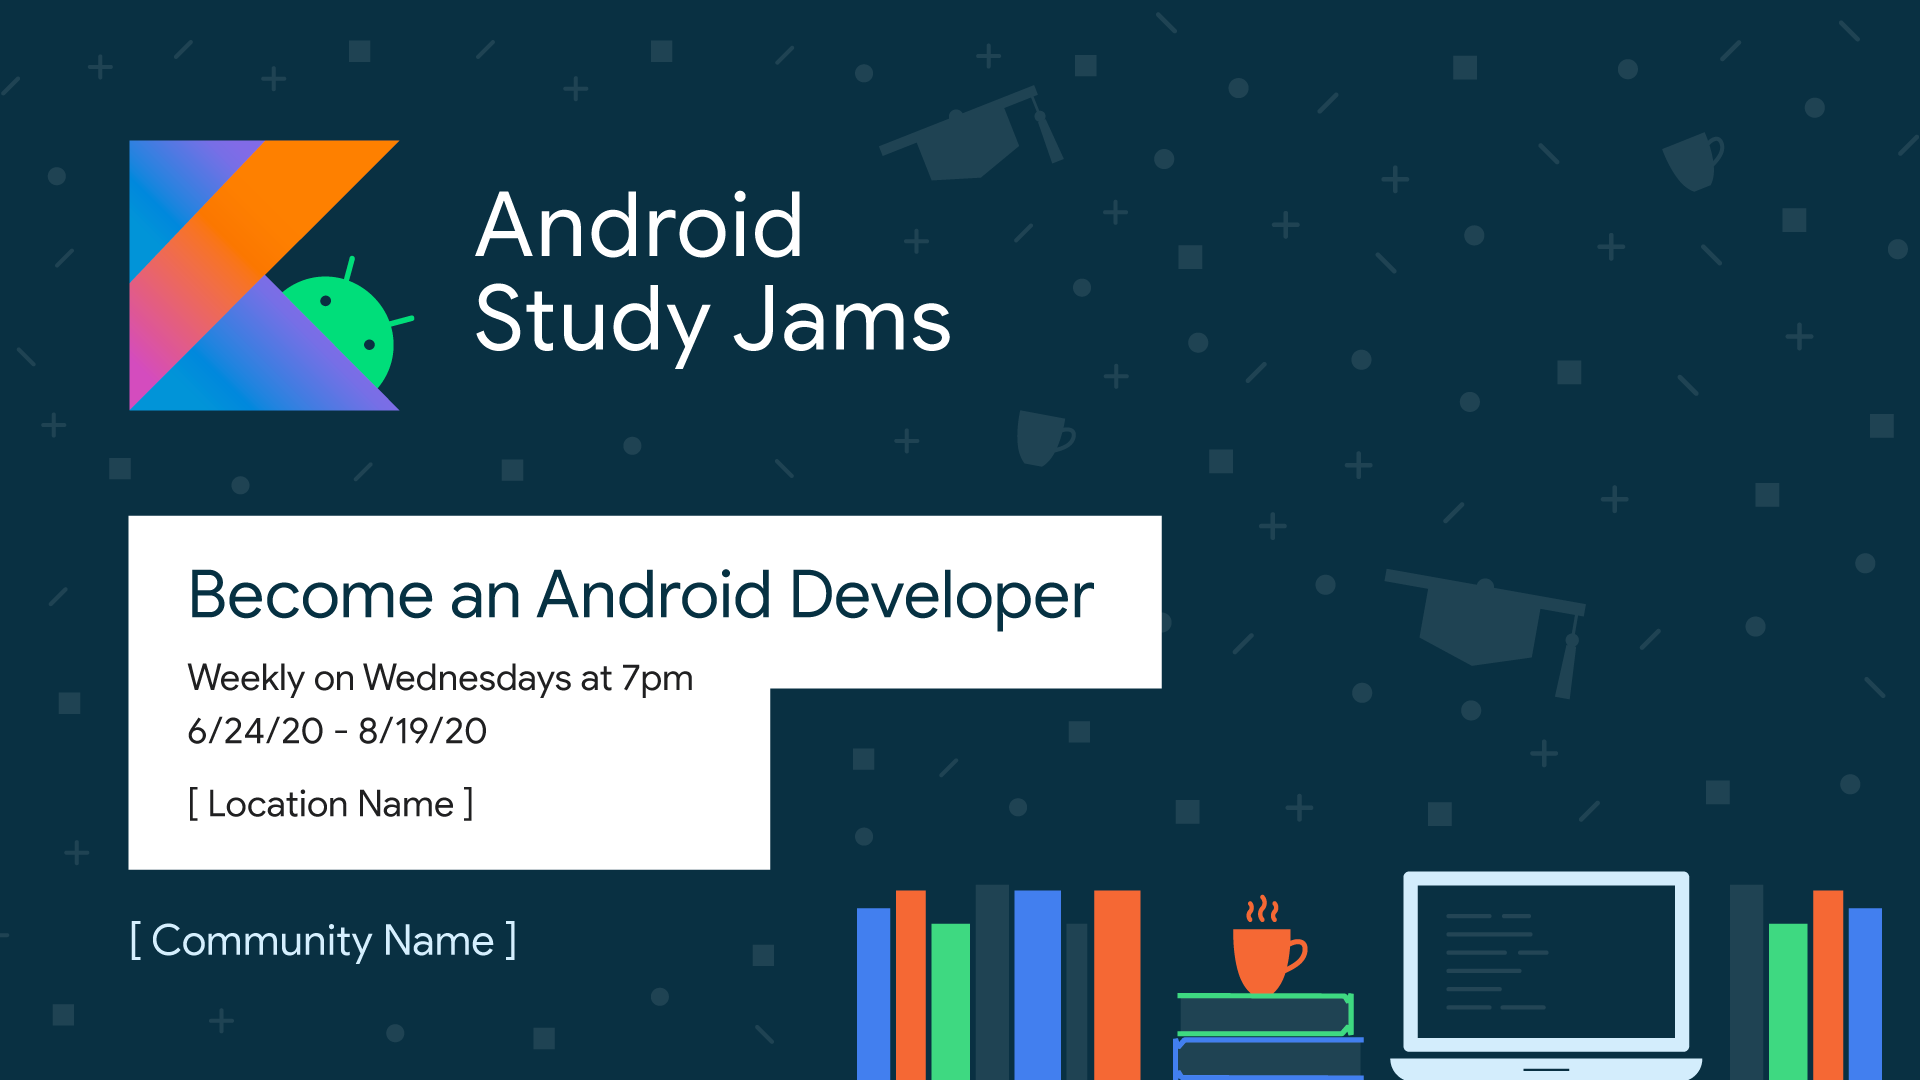 Android
Study Jams
Become an Android Developer
Weekly on Wednesdays at 7pm
6/24/20 - 8/19/20
[ Location Name ]
[ Community Name ]